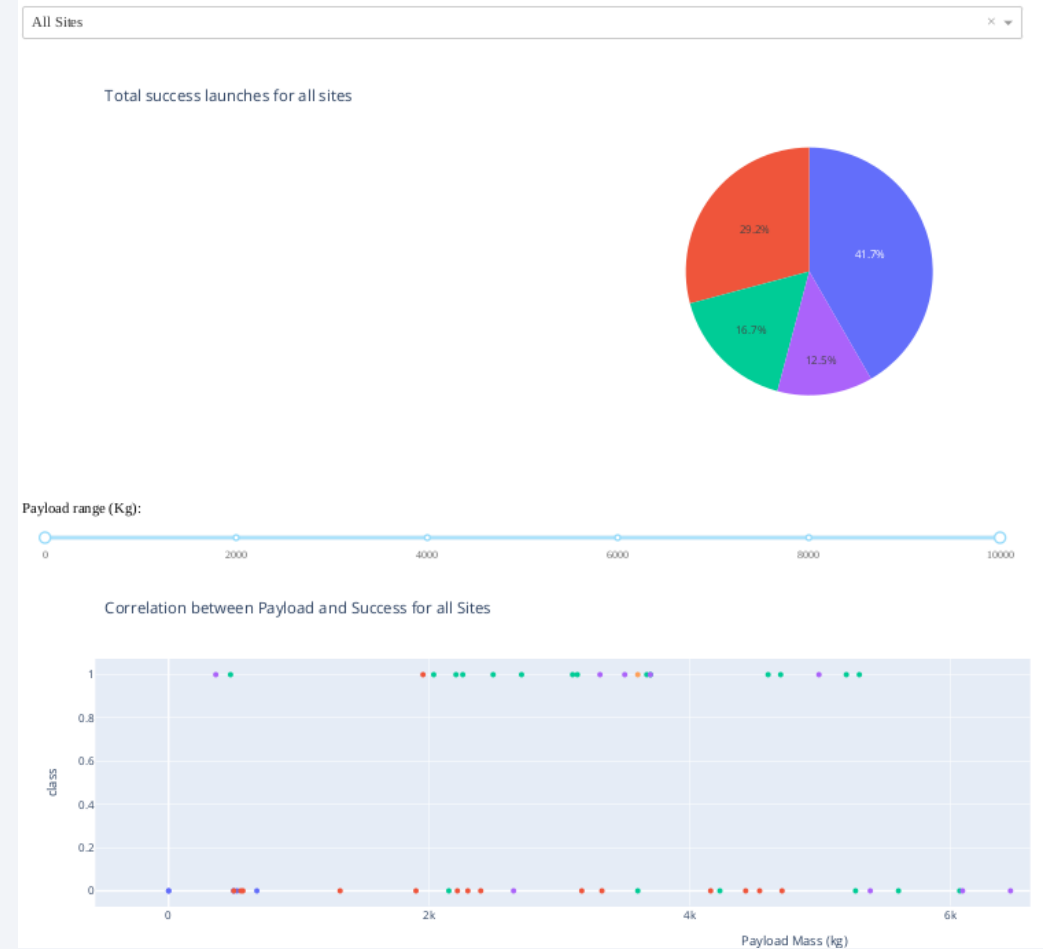 All Sites
Total success launches for all sites
29.2%
41.7%
16.7%
12.5%
Payload range (Kg):
0 2000 4000 6000 8000 10000
Correlation between Payload and Success for all Sites
1
0.8
0.6
class
0.4
0.2
0
0 2k 4k 6k
Payload Mass (kg)